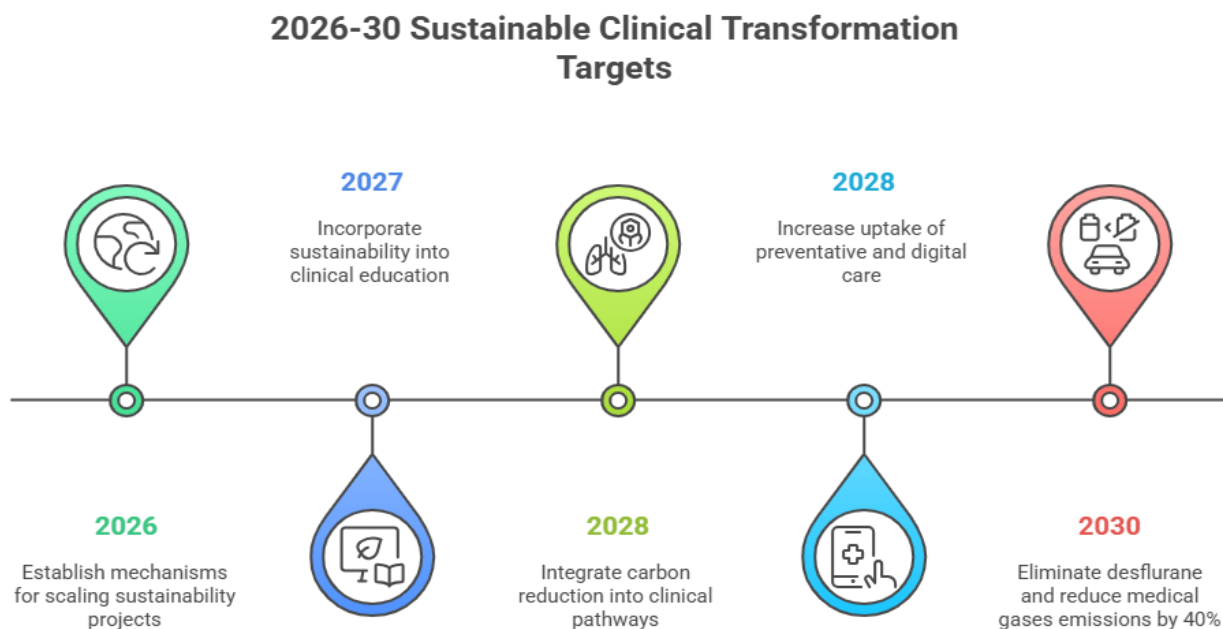 2026-30 Sustainable Clinical Transformation
Targets
2026
Establish mechanisms
for scaling sustainability
projects
2027
Incorporate
sustainability into
clinical education
2028
Integrate carbon
reduction into clinical
pathways
2028
Increase uptake of
preventative and digital
care
2030
Eliminate desflurane
and reduce medical
gases emissions by 40%